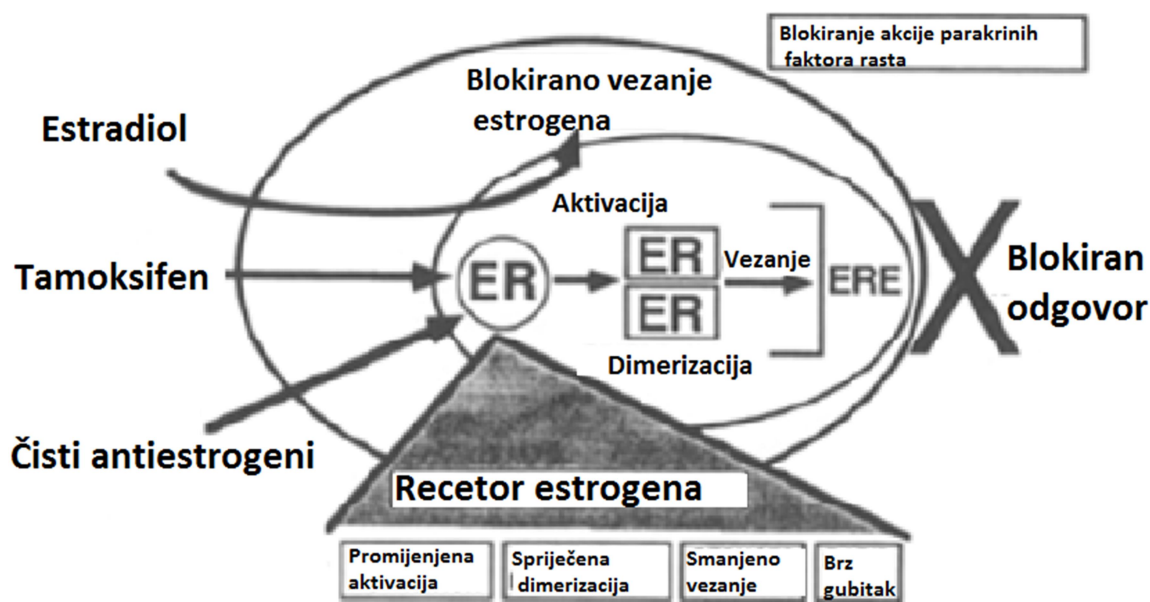 Blokiranje akcije parakrinih
faktora rasta
Blokirano vezanje
estrogena
Estradiol
Aktivacija
Tamoksifen
ER
ER
ER
Vezanje
ERE
X
Blokiran
odgovor
Dimerizacija
Čisti antiestrogeni
Recetor estrogena
Promijenjena
aktivacija
Spriječena
dimerizacija
Smanjeno
vezanje
Brz
gubitak